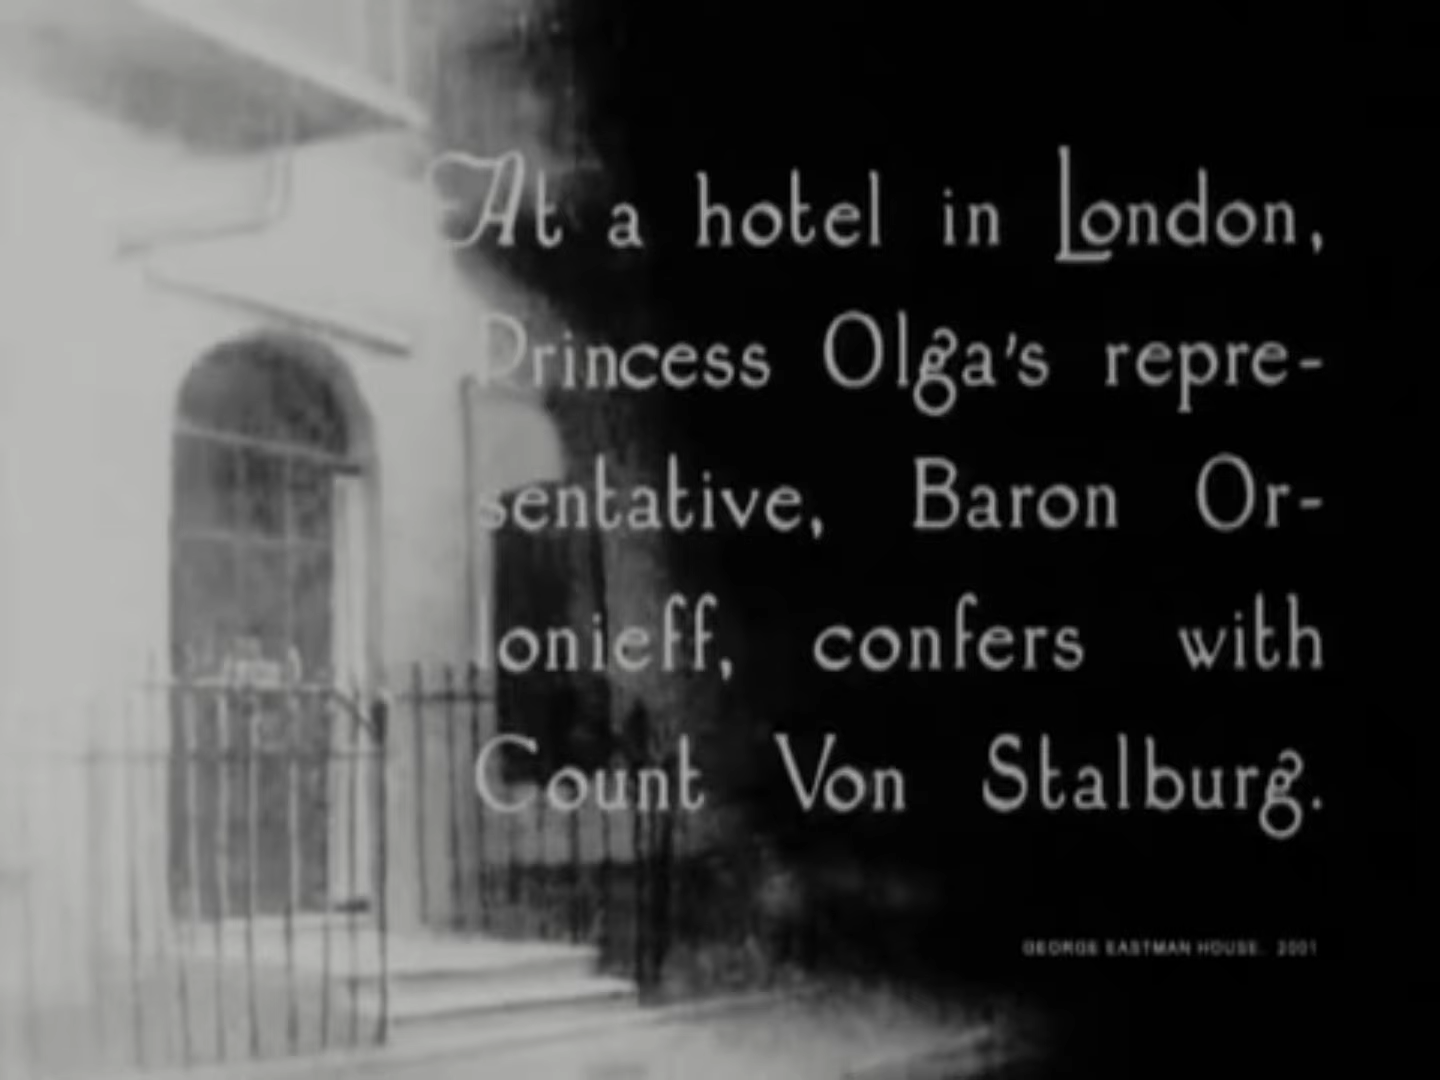 At a hotel in London,
Princess Olga's repre-
sentative, Baron Or-
lonieff, confers with
Count Von Stalburg.
GEORGE EASTMAN HOUSE. 2001